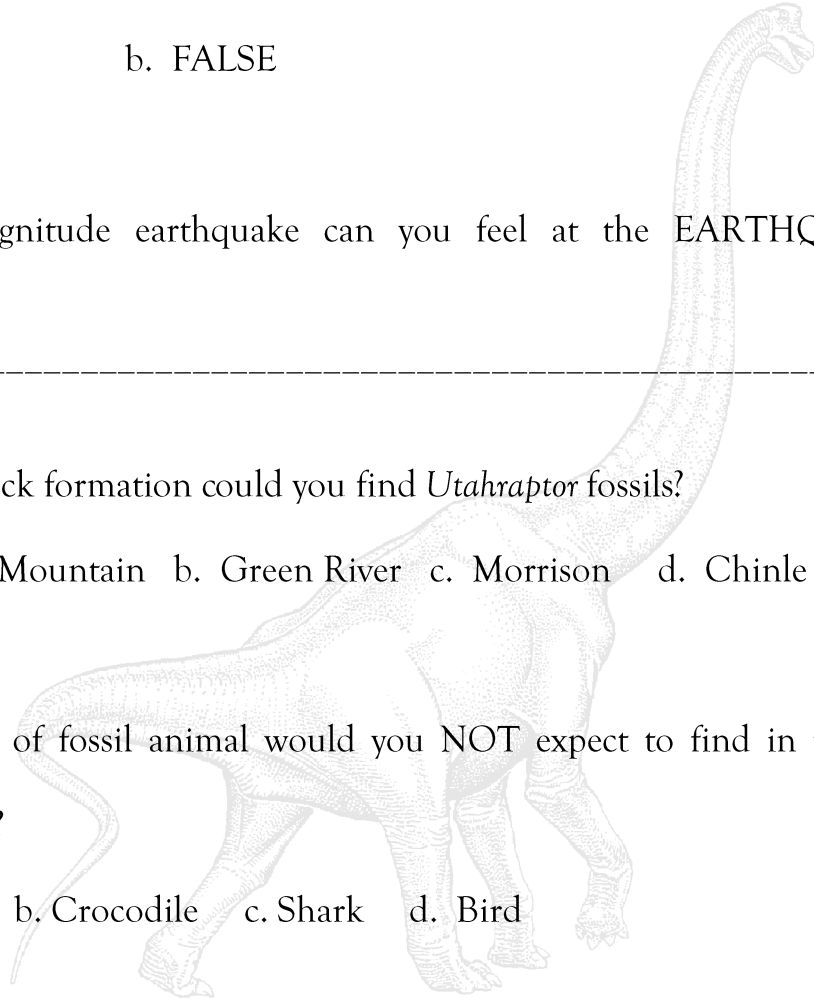 b. FALSE
gnitude earthquake can you feel at the EARTHQ
_______________________________________________
ck formation could you find Utahraptor fossils?
Mountain b. Green River c. Morrison d. Chinle
of fossil animal would you NOT expect to find in
?
b. Crocodile c. Shark d. Bird